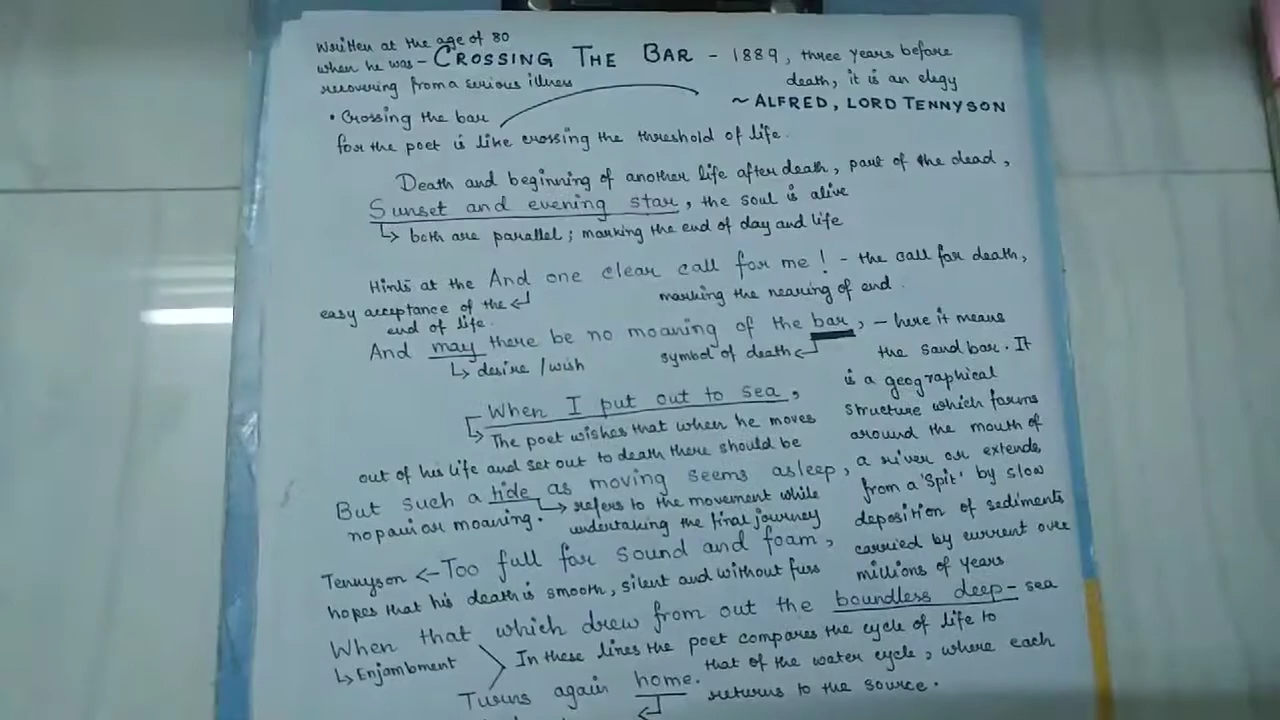 Written at the age of 80
when he was – CROSSING THE BAR – 1889, three years before
recovering from a serious illness death, it is an elegy
~ ALFRED, LORD TENNYSON
• Crossing the bar
for the poet is like crossing the threshold of life.
Death and beginning of another life after death, part of the dead,
Sunset and evening star, the soul is alive
↳ both are parallel; marking the end of day and life
Hints at the And one clear call for me! – the call for death,
easy acceptance of the ↲ marking the nearing of end.
end of life.
And may there be no moaning of the bar, – here it means
↳ desire / wish symbol of death ↲ the sand bar. It
is a geographical
When I put out to sea, structure which forms
↳ The poet wishes that when he moves around the mouth of
out of his life and set out to death there should be
But such a tide as moving seems asleep, a river or extends
no pain or moaning. ↳ refers to the movement while from a 'spit' by slow
undertaking the final journey deposition of sediments
Tennyson ← Too full for sound and foam, carried by current over
hopes that his death is smooth, silent and without fuss millions of years
When that which drew from out the boundless deep – sea
↳ Enjambment In these lines the poet compares the cycle of life to
Turns again home. that of the water cycle, where each
returns to the source.